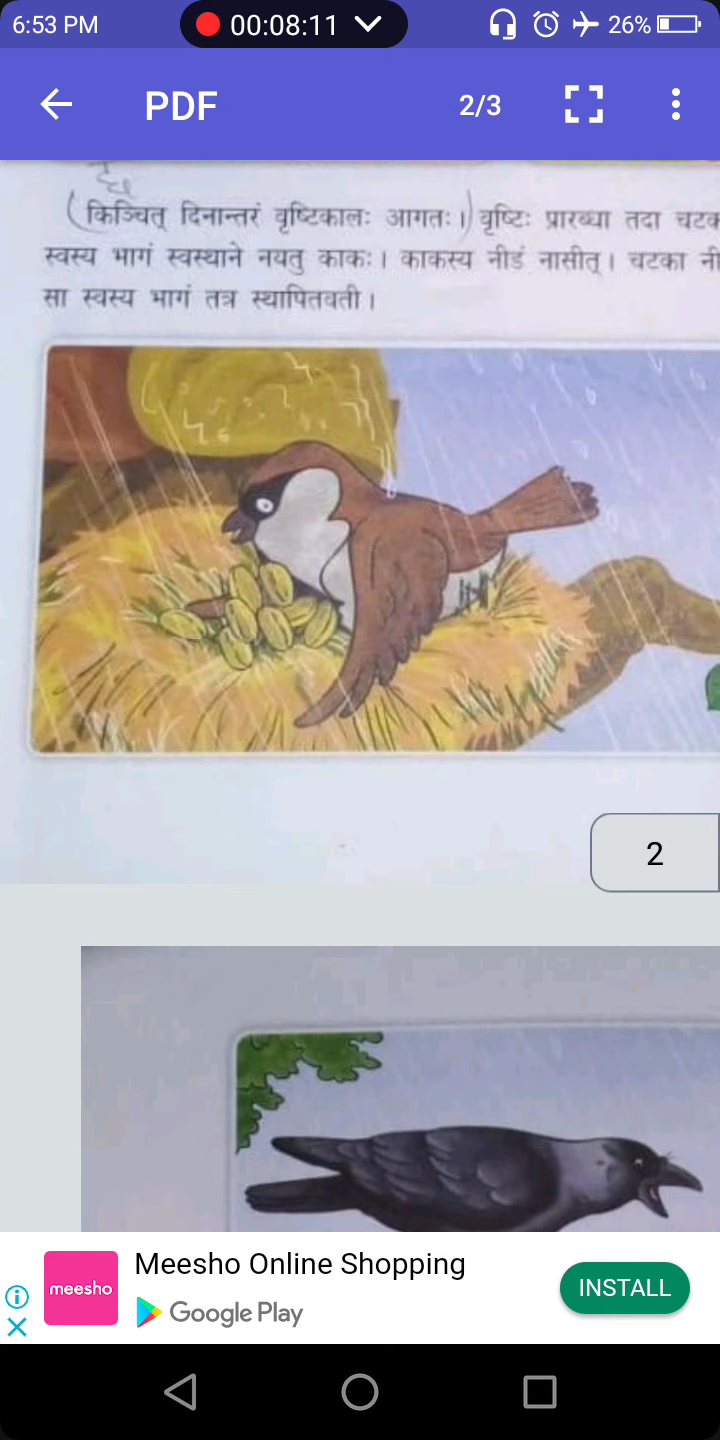 6:53 PM
00:08:11
26%
PDF
2/3
(किञ्चित् दिनान्तरं वृष्टिकालः आगतः।) वृष्टिः प्रारब्धा तदा चटक
स्वस्य भागं स्वस्थाने नयतु काकः। काकस्य नीडं नासीत्। चटका नी
सा स्वस्य भागं तत्र स्थापितवती।
2
meesho
Meesho Online Shopping
Google Play
INSTALL